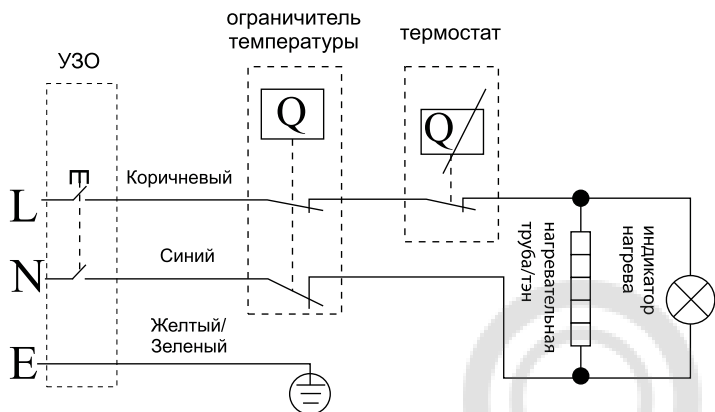 ограничитель
температуры
термостат
УЗО
Q
Q
L
Коричневый
N
Синий
E
Желтый/
Зеленый
нагревательная
труба/тэн
индикатор
нагрева